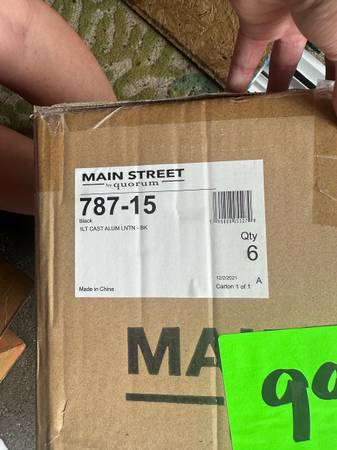 MAIN STREET
by quorum
787-15
Black
1LT CAST ALUM LNTN - BK
Qty
6
12/2/2021 A
Made in China Carton 1 of 1
MA
99